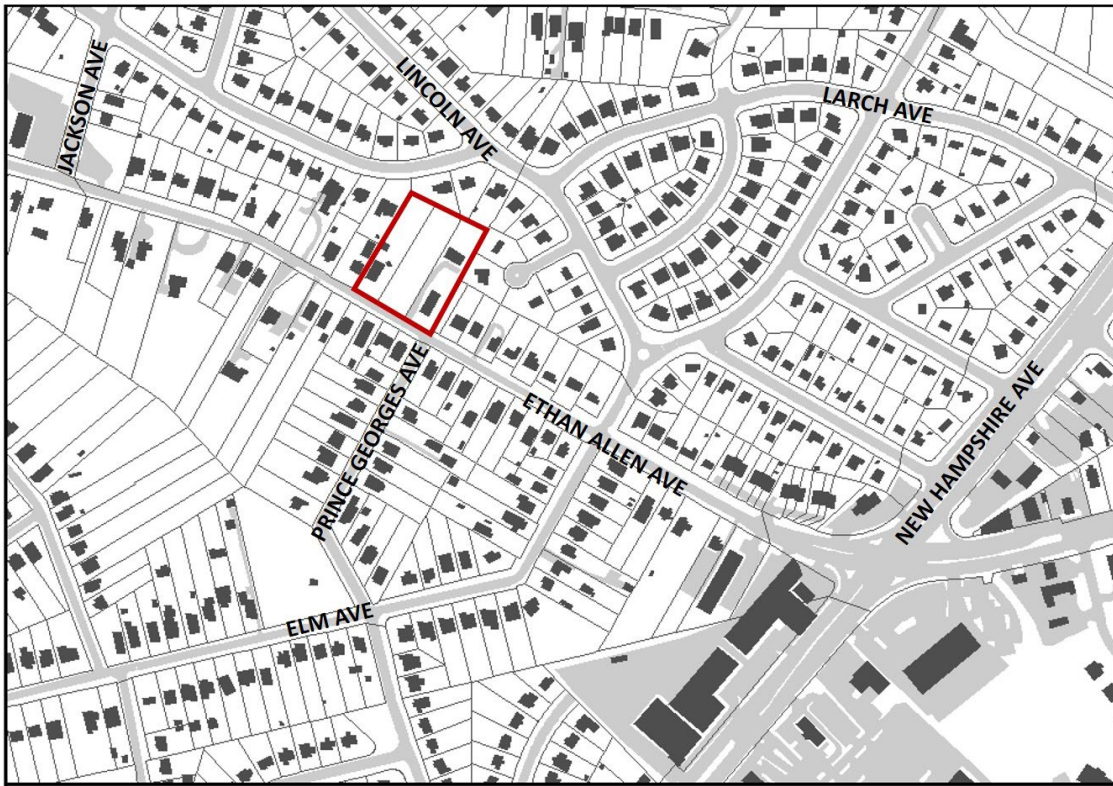 JACKSON AVE
LINCOLN AVE
LARCH AVE
PRINCE GEORGES AVE
ETHAN ALLEN AVE
NEW HAMPSHIRE AVE
ELM AVE